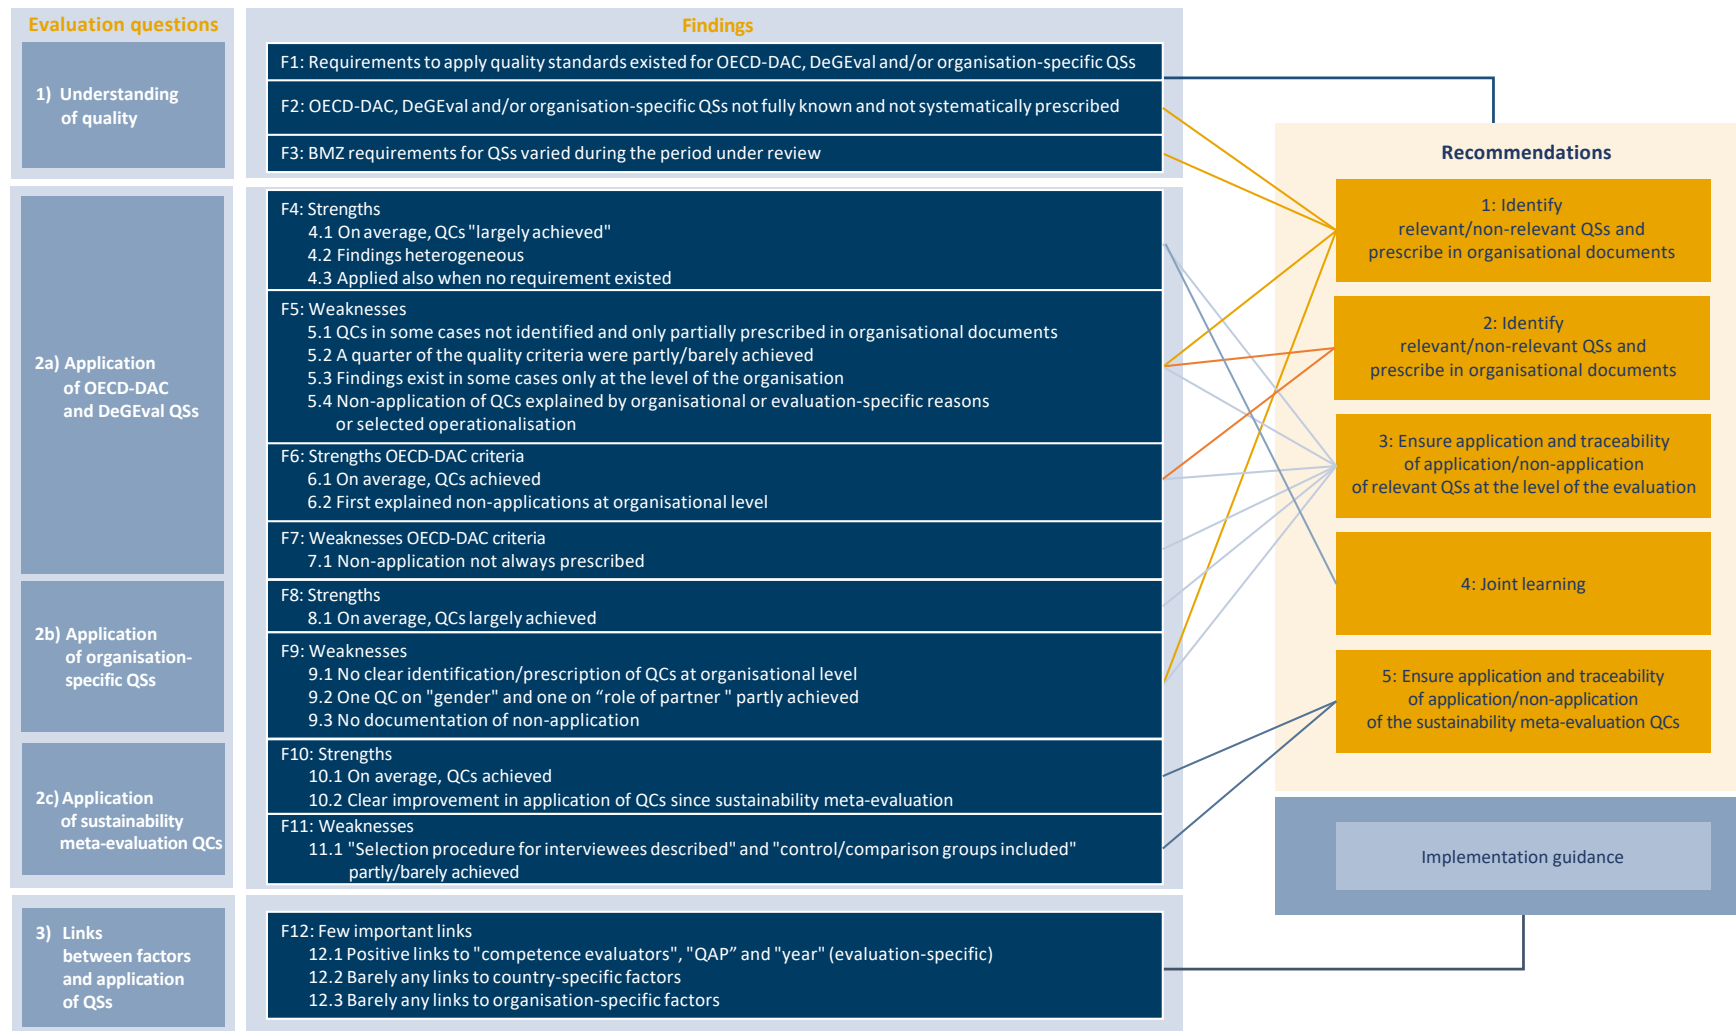 Evaluation questions
1) Understanding
of quality
2a) Application
of OECD-DAC
and DeGEval QSs
2b) Application
of organisation-
specific QSs
2c) Application
of sustainability
meta-evaluation QCs
3) Links
between factors
and application
of QSs
Findings
F1: Requirements to apply quality standards existed for OECD-DAC, DeGEval and/or organisation-specific QSs
F2: OECD-DAC, DeGEval and/or organisation-specific QSs not fully known and not systematically prescribed
F3: BMZ requirements for QSs varied during the period under review
F4: Strengths
4.1 On average, QCs "largely achieved"
4.2 Findings heterogeneous
4.3 Applied also when no requirement existed
F5: Weaknesses
5.1 QCs in some cases not identified and only partially prescribed in organisational documents
5.2 A quarter of the quality criteria were partly/barely achieved
5.3 Findings exist in some cases only at the level of the organisation
5.4 Non-application of QCs explained by organisational or evaluation-specific reasons
or selected operationalisation
F6: Strengths OECD-DAC criteria
6.1 On average, QCs achieved
6.2 First explained non-applications at organisational level
F7: Weaknesses OECD-DAC criteria
7.1 Non-application not always prescribed
F8: Strengths
8.1 On average, QCs largely achieved
F9: Weaknesses
9.1 No clear identification/prescription of QCs at organisational level
9.2 One QC on "gender" and one on “role of partner " partly achieved
9.3 No documentation of non-application
F10: Strengths
10.1 On average, QCs achieved
10.2 Clear improvement in application of QCs since sustainability meta-evaluation
F11: Weaknesses
11.1 "Selection procedure for interviewees described" and "control/comparison groups included"
partly/barely achieved
F12: Few important links
12.1 Positive links to "competence evaluators", "QAP” and "year" (evaluation-specific)
12.2 Barely any links to country-specific factors
12.3 Barely any links to organisation-specific factors
Recommendations
1: Identify
relevant/non-relevant QSs and
prescribe in organisational documents
2: Identify
relevant/non-relevant QSs and
prescribe in organisational documents
3: Ensure application and traceability
of application/non-application
of relevant QSs at the level of the evaluation
4: Joint learning
5: Ensure application and traceability
of application/non-application
of the sustainability meta-evaluation QCs
Implementation guidance